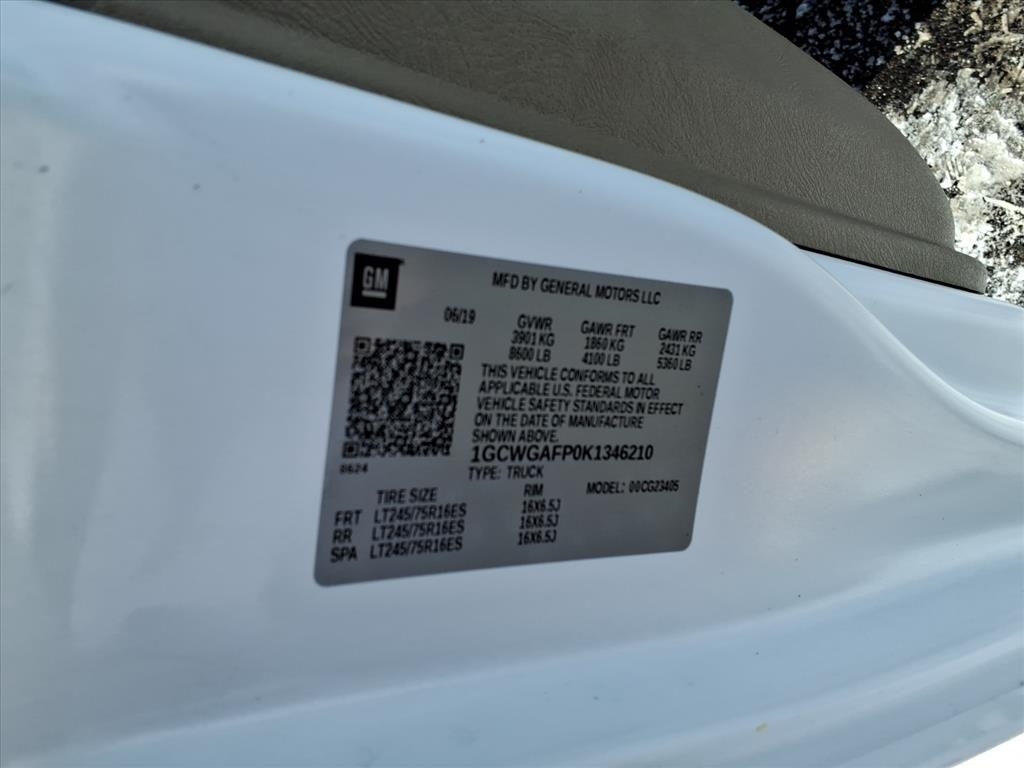 GM
MFD BY GENERAL MOTORS LLC
06/19 GVWR GAWR FRT GAWR RR
3901 KG 1860 KG 2431 KG
8600 LB 4100 LB 5360 LB
THIS VEHICLE CONFORMS TO ALL
APPLICABLE U.S. FEDERAL MOTOR
VEHICLE SAFETY STANDARDS IN EFFECT
ON THE DATE OF MANUFACTURE
SHOWN ABOVE.
0624
1GCWGAFP0K1346210
TYPE: TRUCK
MODEL: 00CG23405
TIRE SIZE RIM
FRT LT245/75R16ES 16X6.5J
RR LT245/75R16ES 16X6.5J
SPA LT245/75R16ES 16X6.5J